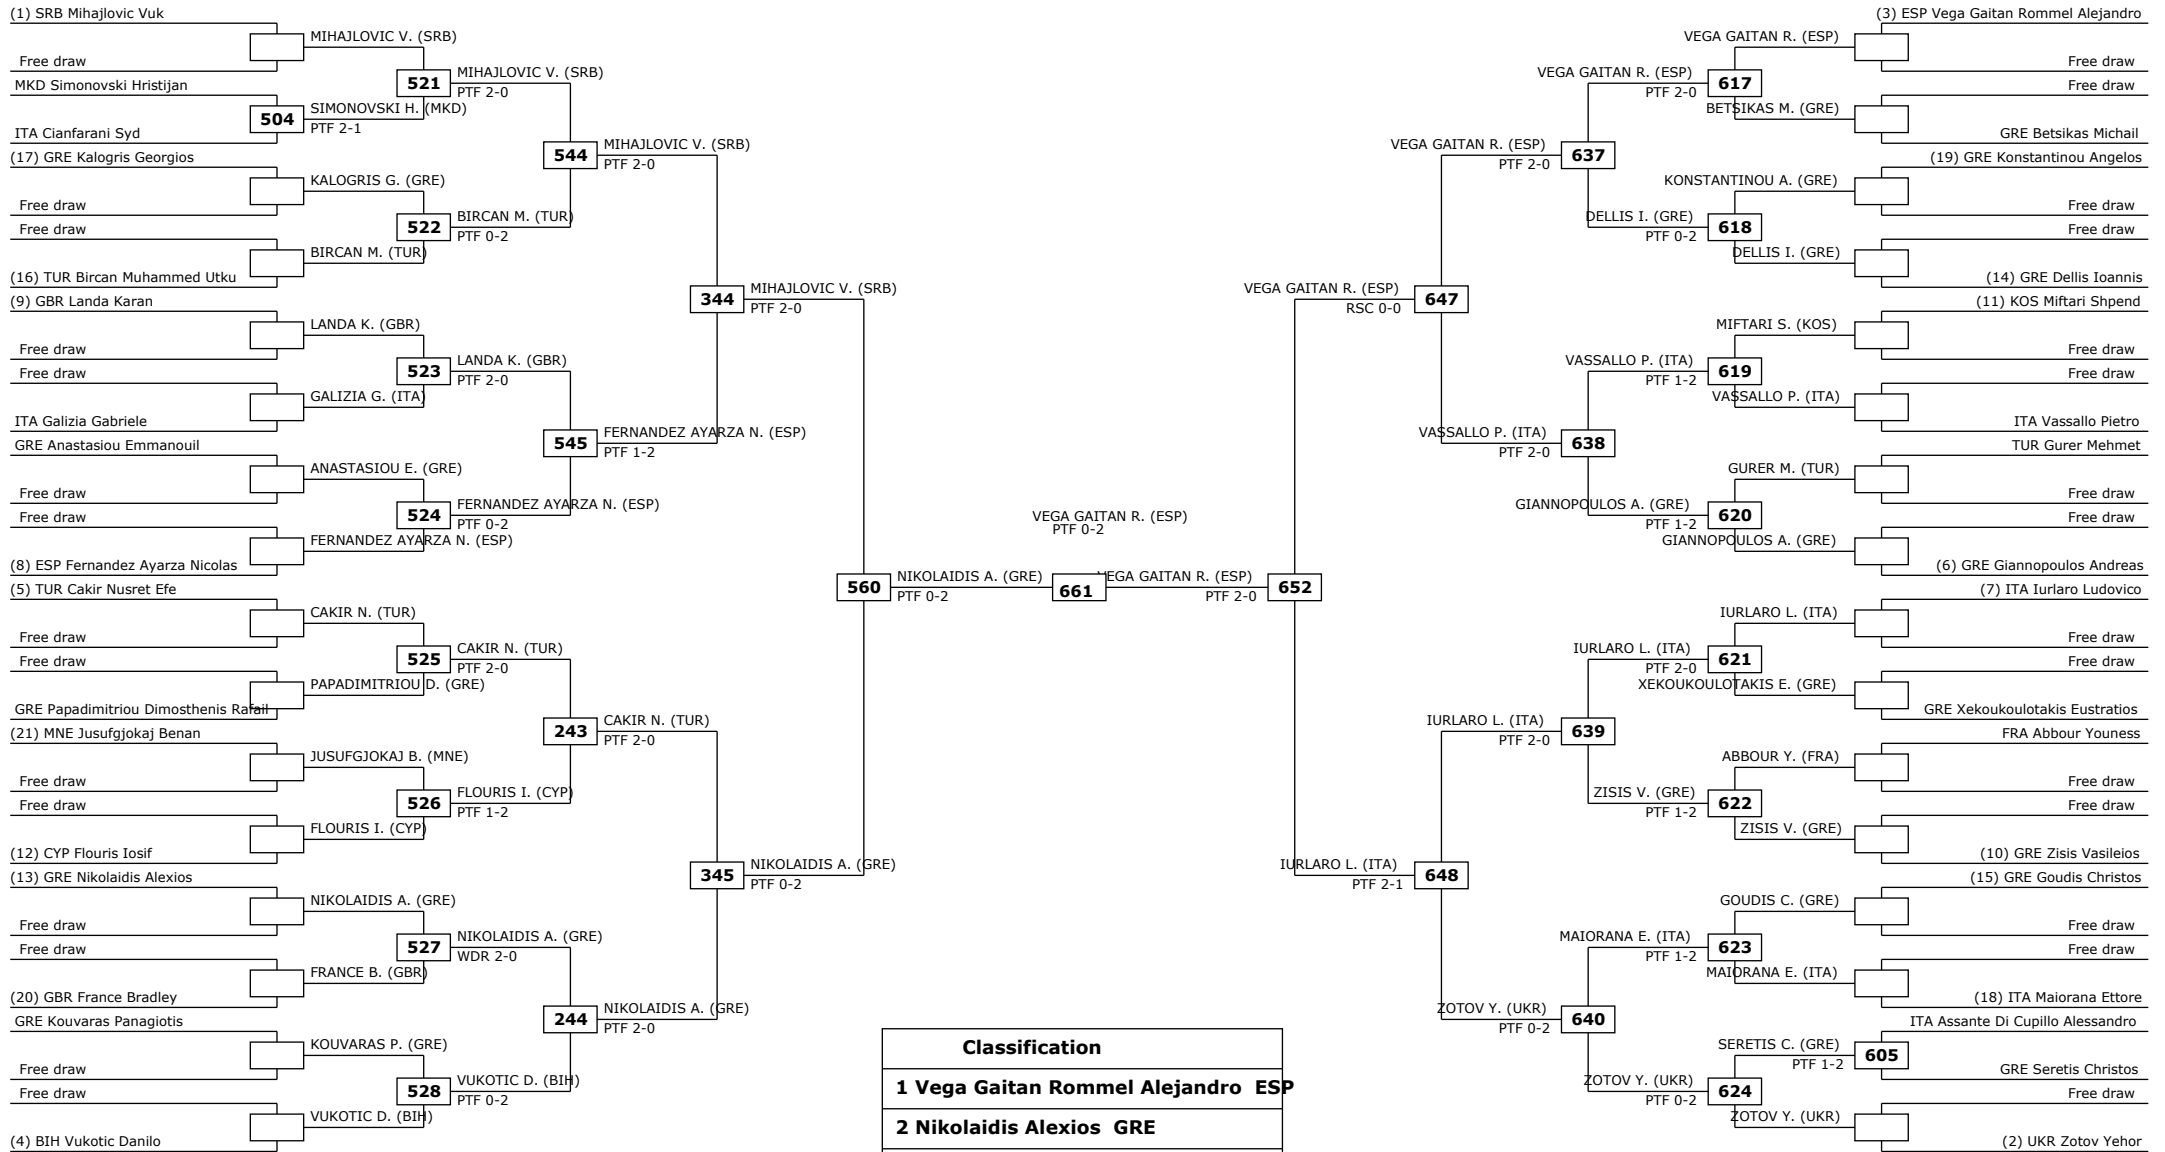 (1) SRB Mihajlovic Vuk
Free draw
MKD Simonovski Hristijan
ITA Cianfarani Syd
(17) GRE Kalogris Georgios
Free draw
Free draw
(16) TUR Bircan Muhammed Utku
(9) GBR Landa Karan
Free draw
Free draw
ITA Galizia Gabriele
GRE Anastasiou Emmanouil
Free draw
Free draw
(8) ESP Fernandez Ayarza Nicolas
(5) TUR Cakir Nusret Efe
Free draw
Free draw
GRE Papadimitriou Dimosthenis Rafail
(21) MNE Jusufgjokaj Benan
Free draw
Free draw
(12) CYP Flouris Iosif
(13) GRE Nikolaidis Alexios
Free draw
Free draw
(20) GBR France Bradley
GRE Kouvaras Panagiotis
Free draw
Free draw
(4) BIH Vukotic Danilo
MIHAJLOVIC V. (SRB)
504
SIMONOVSKI H. (MKD)
PTF 2-1
KALOGRIS G. (GRE)
BIRCAN M. (TUR)
LANDA K. (GBR)
GALIZIA G. (ITA)
ANASTASIOU E. (GRE)
FERNANDEZ AYARZA N. (ESP)
CAKIR N. (TUR)
PAPADIMITRIOU D. (GRE)
JUSUFGJOKAJ B. (MNE)
FLOURIS I. (CYP)
NIKOLAIDIS A. (GRE)
FRANCE B. (GBR)
KOUVARAS P. (GRE)
VUKOTIC D. (BIH)
521
MIHAJLOVIC V. (SRB)
PTF 2-0
522
BIRCAN M. (TUR)
PTF 0-2
523
LANDA K. (GBR)
PTF 2-0
524
FERNANDEZ AYARZA N. (ESP)
PTF 0-2
525
CAKIR N. (TUR)
PTF 2-0
526
FLOURIS I. (CYP)
PTF 1-2
527
NIKOLAIDIS A. (GRE)
WDR 2-0
528
VUKOTIC D. (BIH)
PTF 0-2
544
MIHAJLOVIC V. (SRB)
PTF 2-0
545
FERNANDEZ AYARZA N. (ESP)
PTF 1-2
243
CAKIR N. (TUR)
PTF 2-0
244
NIKOLAIDIS A. (GRE)
PTF 2-0
344
MIHAJLOVIC V. (SRB)
PTF 2-0
345
NIKOLAIDIS A. (GRE)
PTF 0-2
560
NIKOLAIDIS A. (GRE)
PTF 0-2
VEGA GAITAN R. (ESP)
PTF 0-2
661
VEGA GAITAN R. (ESP)
PTF 2-0
652
VEGA GAITAN R. (ESP)
RSC 0-0
647
IURLARO L. (ITA)
PTF 2-1
648
VEGA GAITAN R. (ESP)
PTF 2-0
637
VASSALLO P. (ITA)
PTF 2-0
638
IURLARO L. (ITA)
PTF 2-0
639
ZOTOV Y. (UKR)
PTF 0-2
640
VEGA GAITAN R. (ESP)
PTF 2-0
617
DELLIS I. (GRE)
PTF 0-2
618
VASSALLO P. (ITA)
PTF 1-2
619
GIANNOPOULOS A. (GRE)
PTF 1-2
620
IURLARO L. (ITA)
PTF 2-0
621
ZISIS V. (GRE)
PTF 1-2
622
MAIORANA E. (ITA)
PTF 1-2
623
ZOTOV Y. (UKR)
PTF 0-2
624
VEGA GAITAN R. (ESP)
BETSIKAS M. (GRE)
KONSTANTINOU A. (GRE)
DELLIS I. (GRE)
MIFTARI S. (KOS)
VASSALLO P. (ITA)
GURER M. (TUR)
GIANNOPOULOS A. (GRE)
IURLARO L. (ITA)
XEKOUKOULOTAKIS E. (GRE)
ABBOUR Y. (FRA)
ZISIS V. (GRE)
GOUDIS C. (GRE)
MAIORANA E. (ITA)
SERETIS C. (GRE)
PTF 1-2
605
ZOTOV Y. (UKR)
(3) ESP Vega Gaitan Rommel Alejandro
Free draw
Free draw
GRE Betsikas Michail
(19) GRE Konstantinou Angelos
Free draw
Free draw
(14) GRE Dellis Ioannis
(11) KOS Miftari Shpend
Free draw
Free draw
ITA Vassallo Pietro
TUR Gurer Mehmet
Free draw
Free draw
(6) GRE Giannopoulos Andreas
(7) ITA Iurlaro Ludovico
Free draw
Free draw
GRE Xekoukoulotakis Eustratios
FRA Abbour Youness
Free draw
Free draw
(10) GRE Zisis Vasileios
(15) GRE Goudis Christos
Free draw
Free draw
(18) ITA Maiorana Ettore
ITA Assante Di Cupillo Alessandro
GRE Seretis Christos
Free draw
(2) UKR Zotov Yehor
Classification
1 Vega Gaitan Rommel Alejandro ESP
2 Nikolaidis Alexios GRE